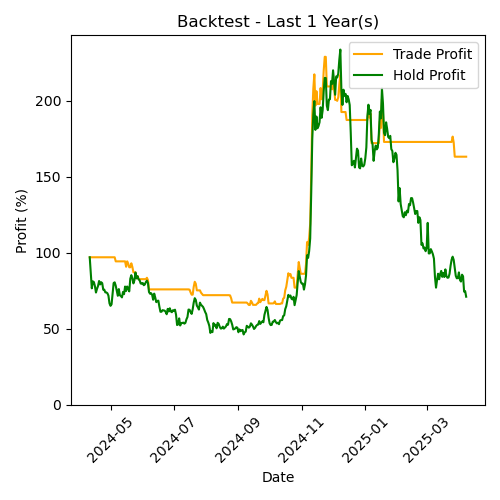 Backtest - Last 1 Year(s)
Trade Profit
Hold Profit
Profit (%)
200
150
100
50
0
2024-05
2024-07
2024-09
2024-11
2025-01
2025-03
Date